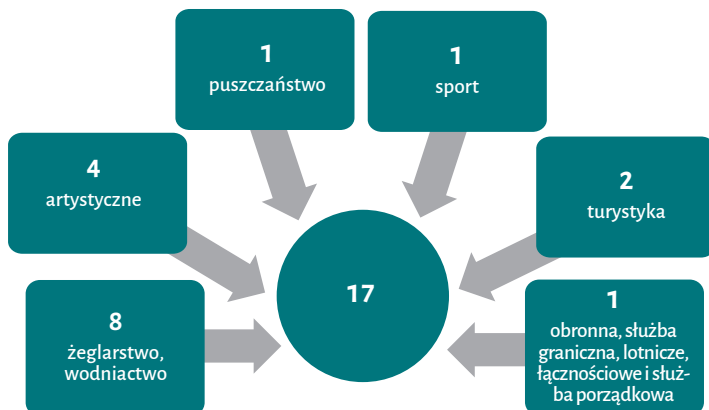 1
puszczaństwo
1
sport
4
artystyczne
2
turystyka
17
8
żeglarstwo,
wodniactwo
1
obronna, służba
graniczna, lotnicze,
łącznościowe i służ-
ba porządkowa